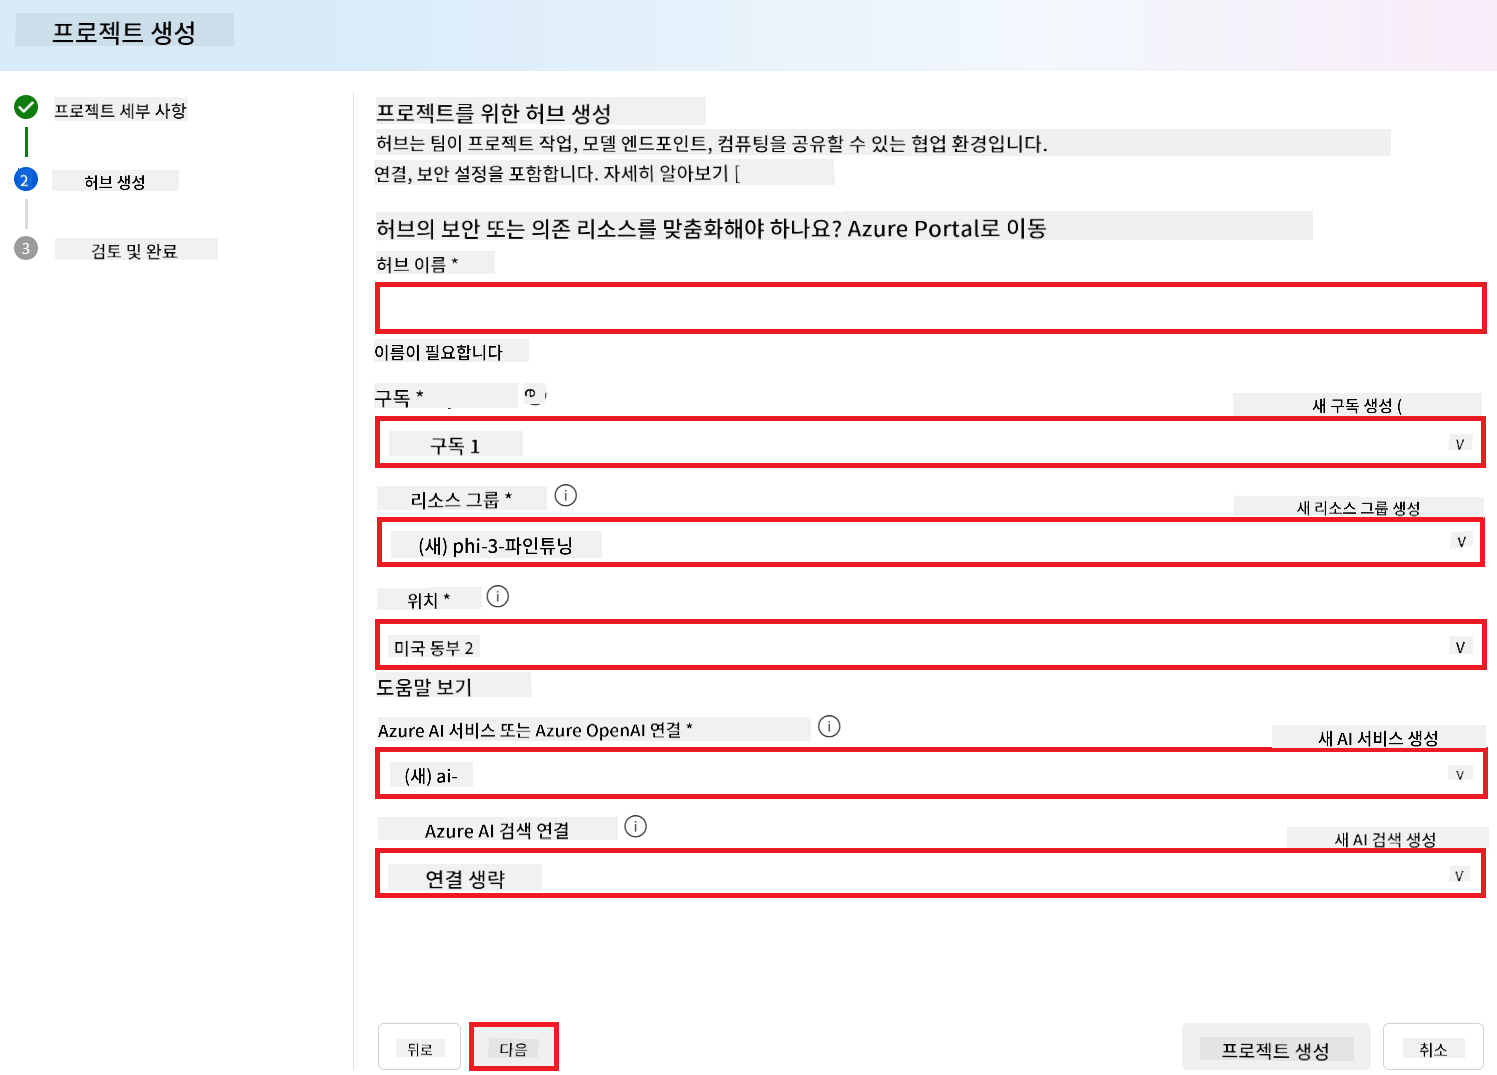 프로젝트 생성
프로젝트 세부 사항
2
허브 생성
3
검토 및 완료
프로젝트를 위한 허브 생성
허브는 팀이 프로젝트 작업, 모델 엔드포인트, 컴퓨팅을 공유할 수 있는 협업 환경입니다.
연결, 보안 설정을 포함합니다. 자세히 알아보기 [
허브의 보안 또는 의존 리소스를 맞춤화해야 하나요? Azure Portal로 이동
허브 이름 *
이름이 필요합니다
구독 *
새 구독 생성 (
구독 1
v
리소스 그룹 *
새 리소스 그룹 생성
(새) phi-3-파인튜닝
v
위치 *
미국 동부 2
v
도움말 보기
Azure AI 서비스 또는 Azure OpenAI 연결 *
새 AI 서비스 생성
(새) ai-
v
Azure AI 검색 연결
새 AI 검색 생성
연결 생략
v
뒤로
다음
프로젝트 생성
취소